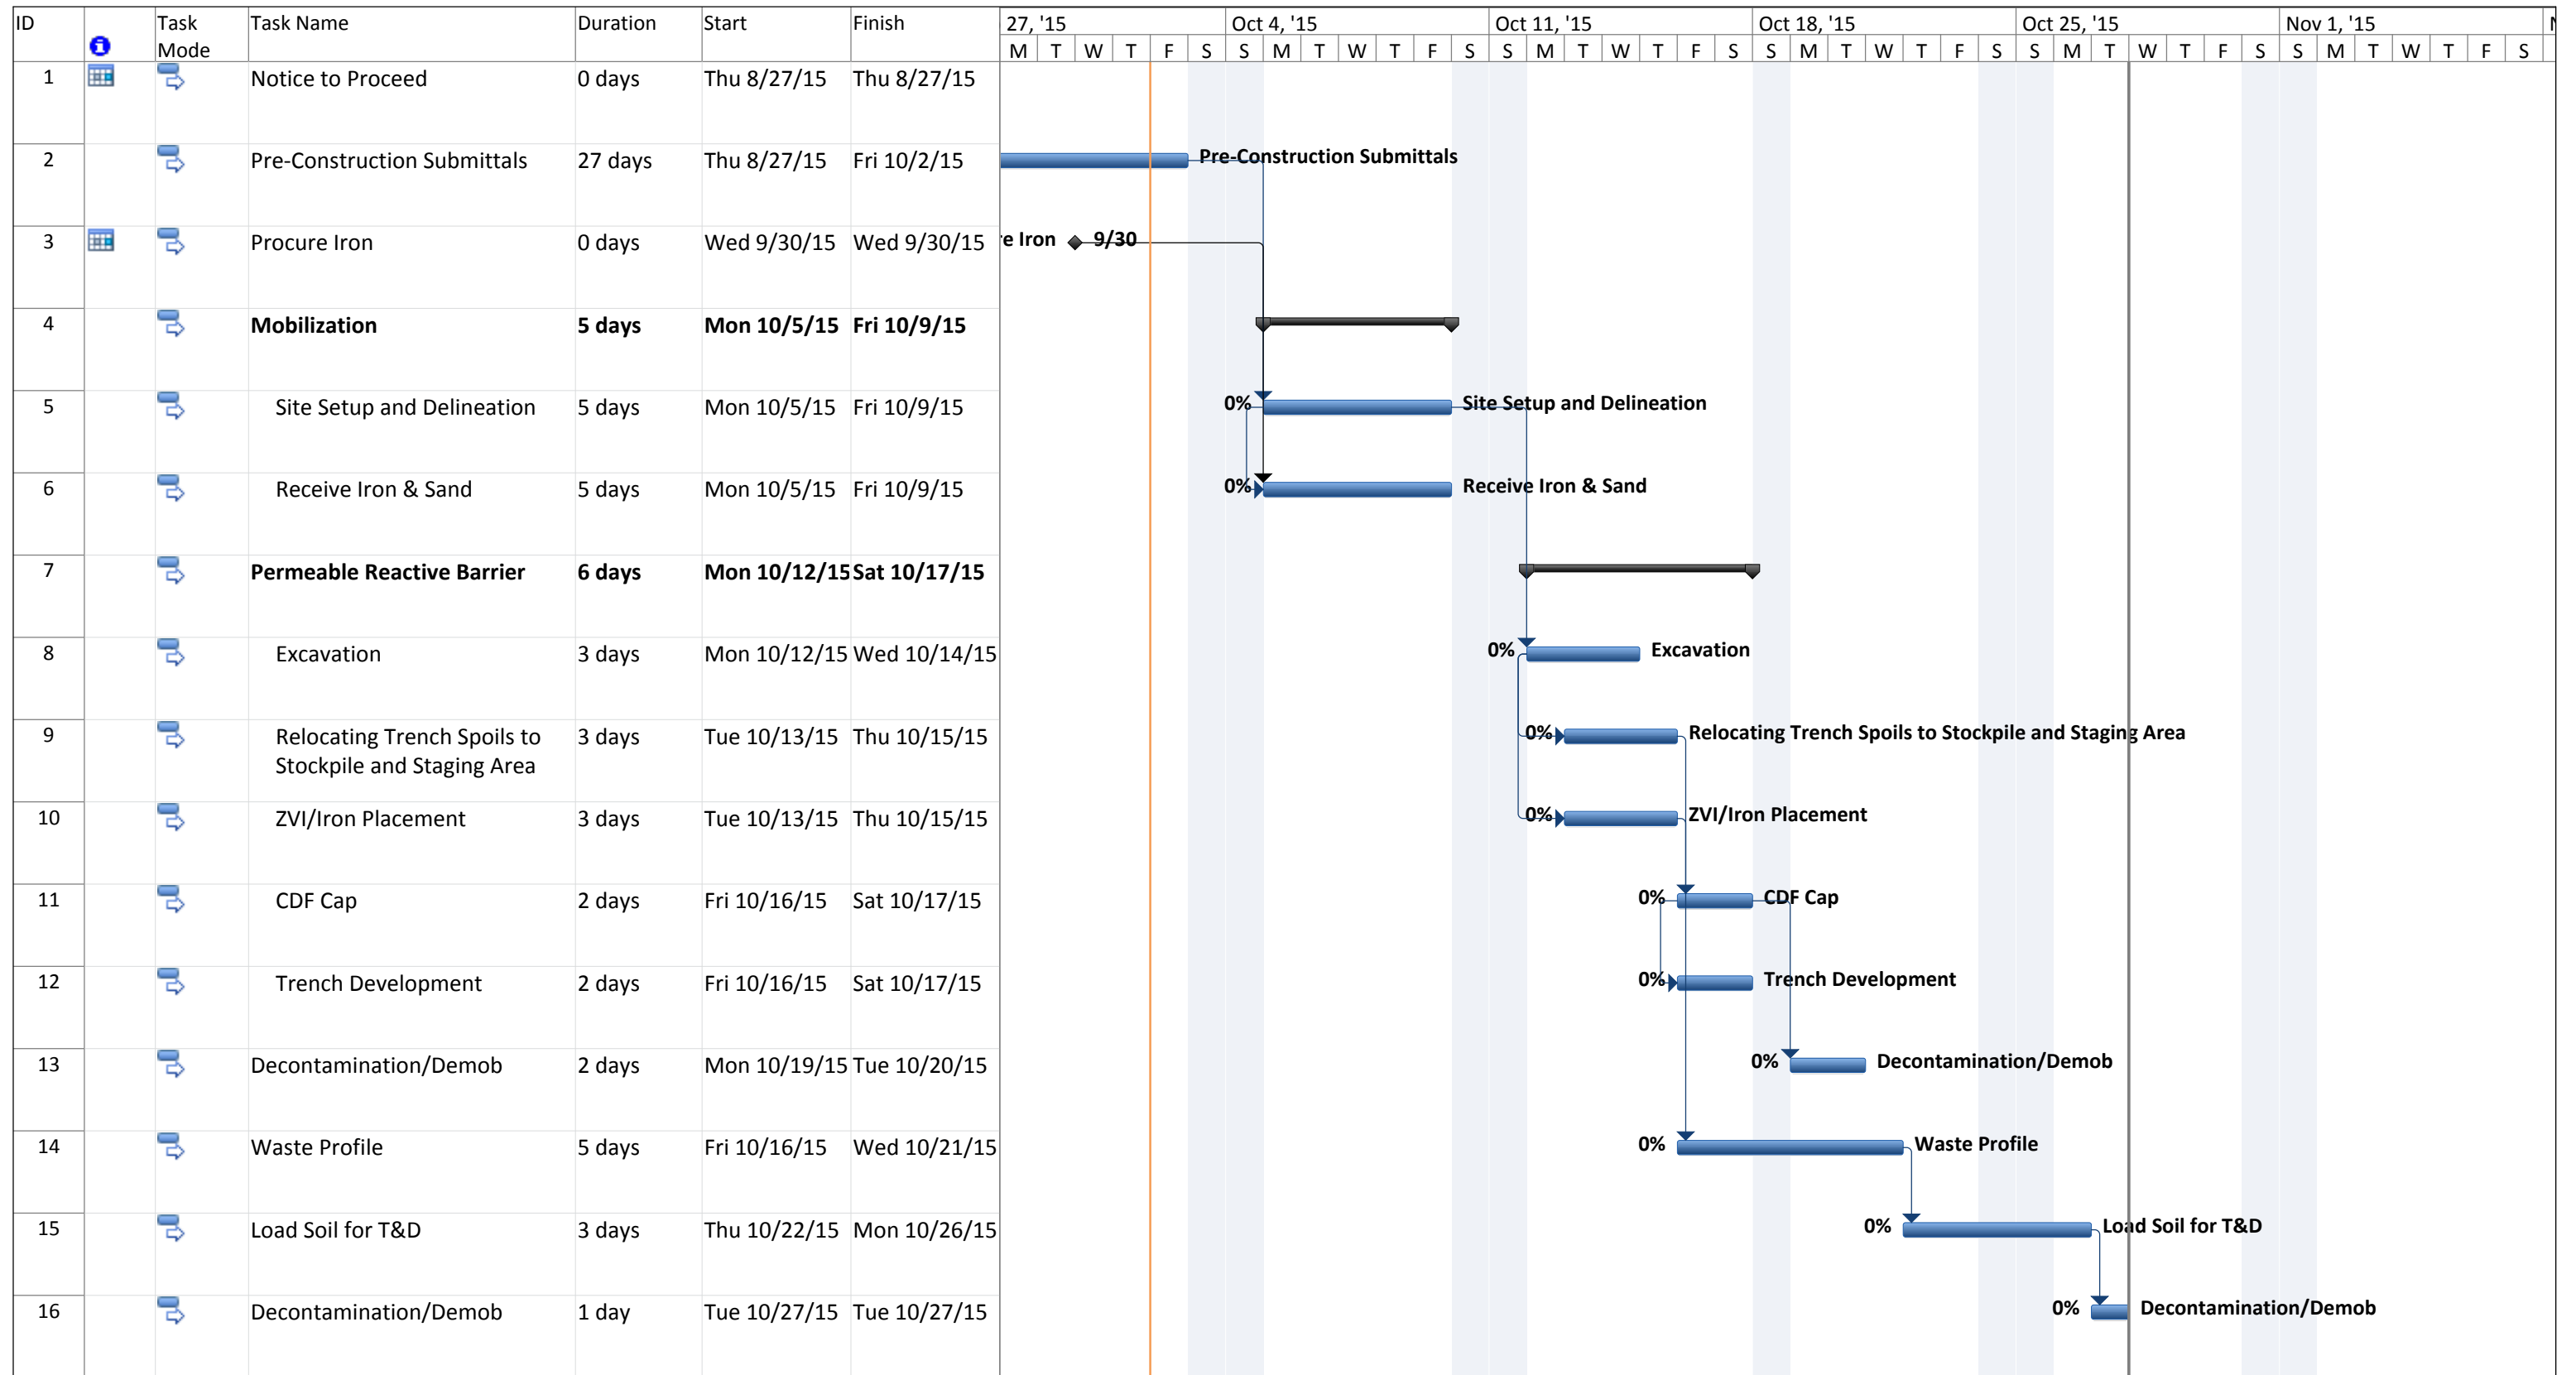 ID Task Mode Task Name Duration Start Finish
27, '15 Oct 4, '15 Oct 11, '15 Oct 18, '15 Oct 25, '15 Nov 1, '15
M T W T F S S M T W T F S S M T W T F S S M T W T F S S M T W T F S S M T W T F S
1 Notice to Proceed 0 days Thu 8/27/15 Thu 8/27/15
2 Pre-Construction Submittals 27 days Thu 8/27/15 Fri 10/2/15 Pre-Construction Submittals
3 Procure Iron 0 days Wed 9/30/15 Wed 9/30/15 e Iron 9/30
4 Mobilization 5 days Mon 10/5/15 Fri 10/9/15
5 Site Setup and Delineation 5 days Mon 10/5/15 Fri 10/9/15 0% Site Setup and Delineation
6 Receive Iron & Sand 5 days Mon 10/5/15 Fri 10/9/15 0% Receive Iron & Sand
7 Permeable Reactive Barrier 6 days Mon 10/12/15 Sat 10/17/15
8 Excavation 3 days Mon 10/12/15 Wed 10/14/15 0% Excavation
9 Relocating Trench Spoils to 3 days Tue 10/13/15 Thu 10/15/15 0% Relocating Trench Spoils to Stockpile and Staging Area
Stockpile and Staging Area
10 ZVI/Iron Placement 3 days Tue 10/13/15 Thu 10/15/15 0% ZVI/Iron Placement
11 CDF Cap 2 days Fri 10/16/15 Sat 10/17/15 0% CDF Cap
12 Trench Development 2 days Fri 10/16/15 Sat 10/17/15 0% Trench Development
13 Decontamination/Demob 2 days Mon 10/19/15 Tue 10/20/15 0% Decontamination/Demob
14 Waste Profile 5 days Fri 10/16/15 Wed 10/21/15 0% Waste Profile
15 Load Soil for T&D 3 days Thu 10/22/15 Mon 10/26/15 0% Load Soil for T&D
16 Decontamination/Demob 1 day Tue 10/27/15 Tue 10/27/15 0% Decontamination/Demob